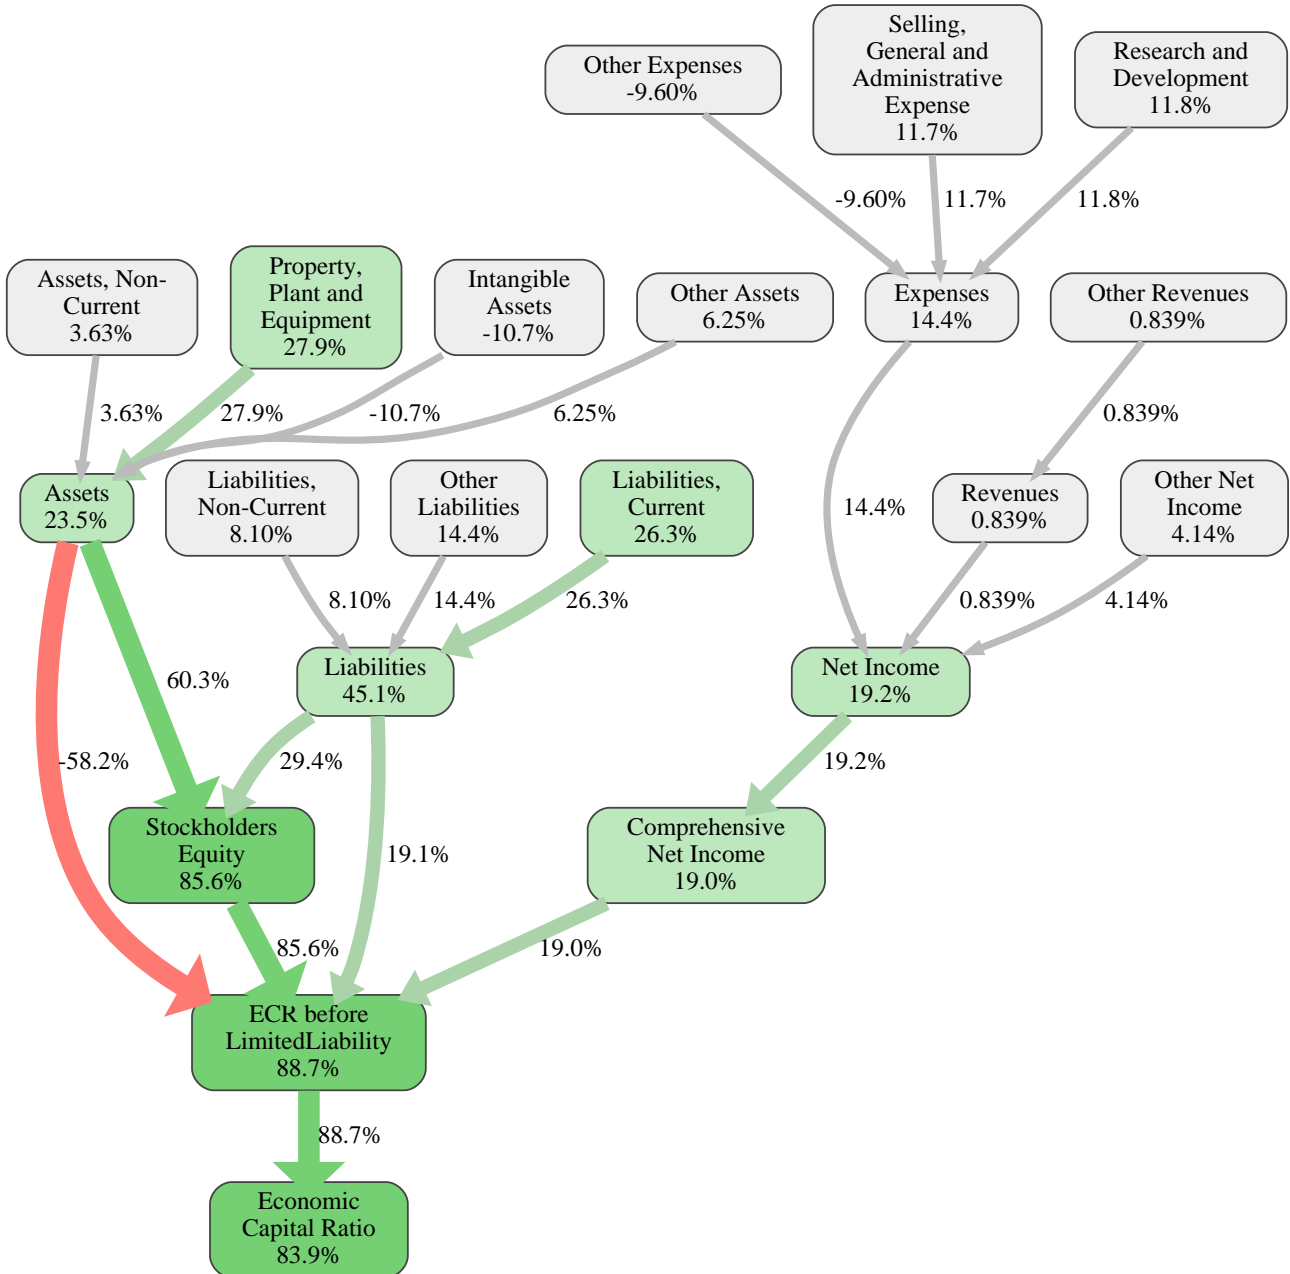 Selling,
General and
Administrative
Expense
11.7%
Other Expenses
-9.60%
Research and
Development
11.8%
-9.60%
11.7%
11.8%
Assets, Non-
Current
3.63%
Property,
Plant and
Equipment
27.9%
Intangible
Assets
-10.7%
Other Assets
6.25%
Expenses
14.4%
Other Revenues
0.839%
3.63%
27.9%
-10.7%
6.25%
0.839%
Assets
23.5%
Liabilities,
Non-Current
8.10%
Other
Liabilities
14.4%
Liabilities,
Current
26.3%
14.4%
Revenues
0.839%
Other Net
Income
4.14%
8.10%
14.4%
26.3%
0.839%
4.14%
60.3%
Liabilities
45.1%
Net Income
19.2%
-58.2%
29.4%
19.2%
Stockholders
Equity
85.6%
19.1%
Comprehensive
Net Income
19.0%
85.6%
19.0%
ECR before
LimitedLiability
88.7%
88.7%
Economic
Capital Ratio
83.9%